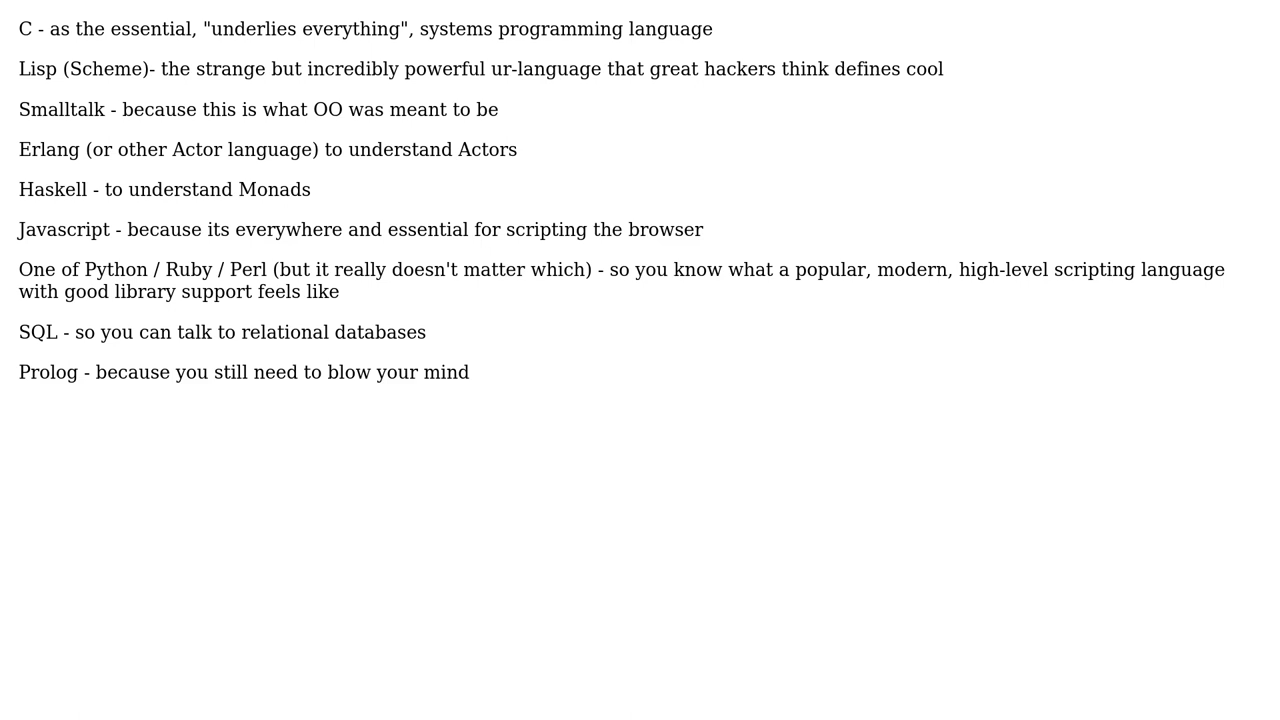 C - as the essential, "underlies everything", systems programming language
Lisp (Scheme)- the strange but incredibly powerful ur-language that great hackers think defines cool
Smalltalk - because this is what OO was meant to be
Erlang (or other Actor language) to understand Actors
Haskell - to understand Monads
Javascript - because its everywhere and essential for scripting the browser
One of Python / Ruby / Perl (but it really doesn't matter which) - so you know what a popular, modern, high-level scripting language
with good library support feels like
SQL - so you can talk to relational databases
Prolog - because you still need to blow your mind